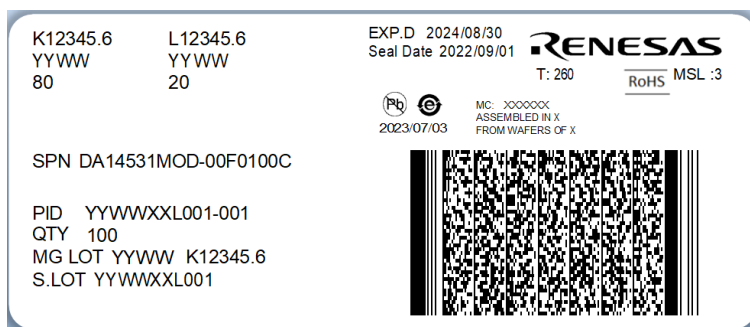 K12345.6 L12345.6
YYWW YYWW
80 20
EXP.D 2024/08/30
Seal Date 2022/09/01
RENESAS
T: 260
RoHS MSL :3
Pb e
2023/07/03
MC: XXXXXXX
ASSEMBLED IN X
FROM WAFERS OF X
SPN DA14531MOD-00F0100C
PID YYWWXXL001-001
QTY 100
MG LOT YYWW K12345.6
S.LOT YYWWXXL001